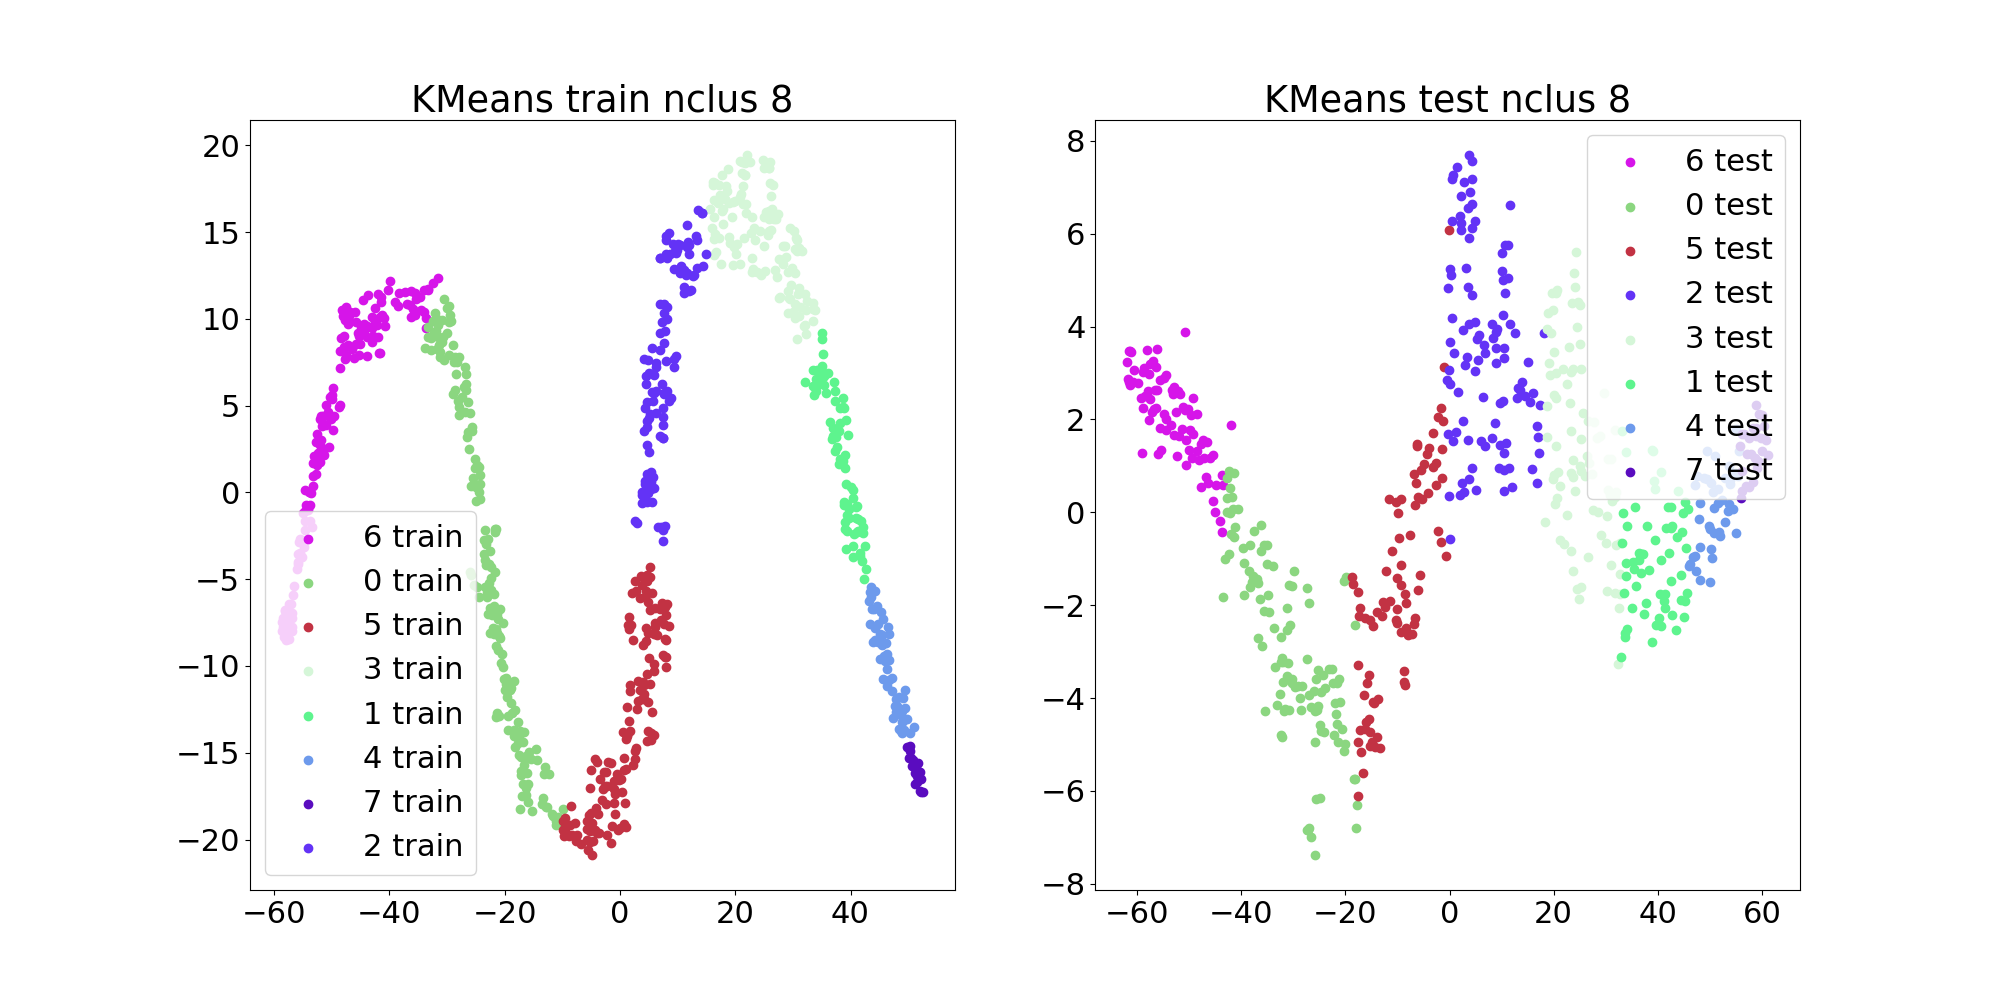 KMeans train nclus 8
20
15
10
5
0
−5
−10
−15
−20
−60 −40 −20 0 20 40
6 train
0 train
5 train
3 train
1 train
4 train
7 train
2 train
KMeans test nclus 8
8
6
4
2
0
−2
−4
−6
−8
−60 −40 −20 0 20 40 60
6 test
0 test
5 test
2 test
3 test
1 test
4 test
7 test